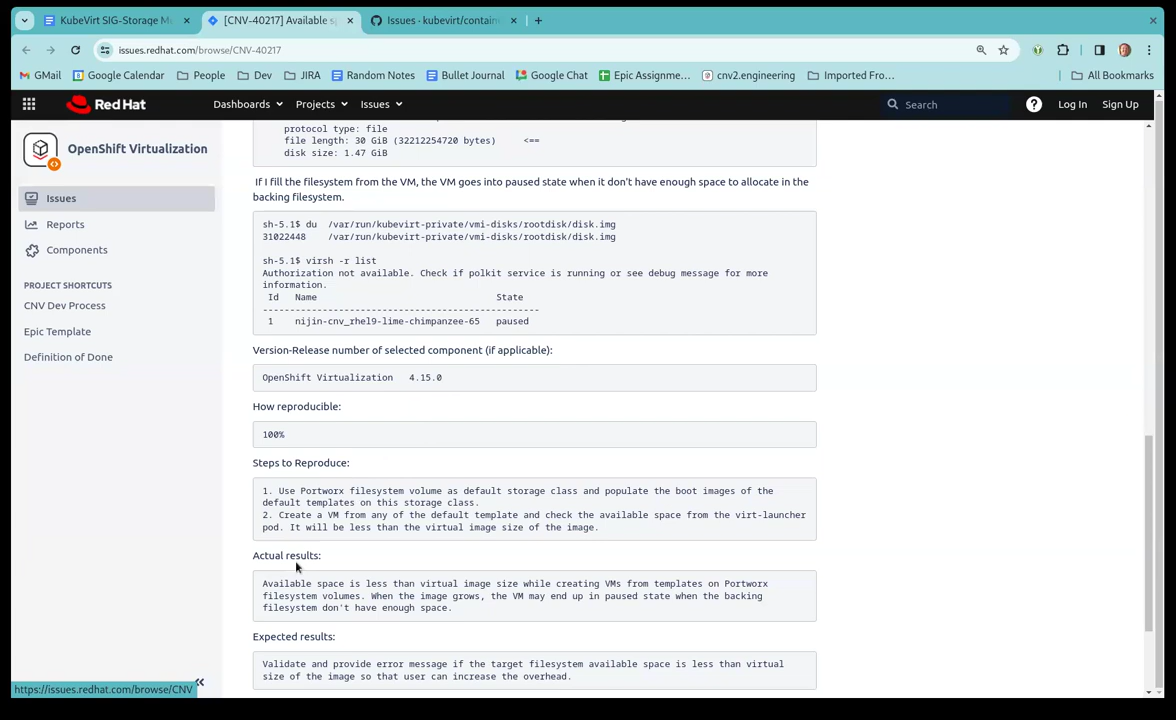 KubeVirt SIG-Storage M
[CNV-40217] Available s
Issues - kubevirt/contain
issues.redhat.com/browse/CNV-40217
GMail
Google Calendar
People
Dev
JIRA
Random Notes
Bullet Journal
Google Chat
Epic Assignme...
cnv2.engineering
Imported Fro...
All Bookmarks
Red Hat
Dashboards
Projects
Issues
Search
Log In
Sign Up
OpenShift Virtualization
Issues
Reports
Components
PROJECT SHORTCUTS
CNV Dev Process
Epic Template
Definition of Done
protocol type: file
file length: 30 GiB (32212254720 bytes) <==
disk size: 1.47 GiB
If I fill the filesystem from the VM, the VM goes into paused state when it don't have enough space to allocate in the
backing filesystem.
sh-5.1$ du /var/run/kubevirt-private/vmi-disks/rootdisk/disk.img
31022448 /var/run/kubevirt-private/vmi-disks/rootdisk/disk.img
sh-5.1$ virsh -r list
Authorization not available. Check if polkit service is running or see debug message for more
information.
Id Name State
----------------------------------------------------
1 nijin-cnv_rhel9-lime-chimpanzee-65 paused
Version-Release number of selected component (if applicable):
OpenShift Virtualization 4.15.0
How reproducible:
100%
Steps to Reproduce:
1. Use Portworx filesystem volume as default storage class and populate the boot images of the
default templates on this storage class.
2. Create a VM from any of the default template and check the available space from the virt-launcher
pod. It will be less than the virtual image size of the image.
Actual results:
Available space is less than virtual image size while creating VMs from templates on Portworx
filesystem volumes. When the image grows, the VM may end up in paused state when the backing
filesystem don't have enough space.
Expected results:
Validate and provide error message if the target filesystem available space is less than virtual
size of the image so that user can increase the overhead.
https://issues.redhat.com/browse/CNV